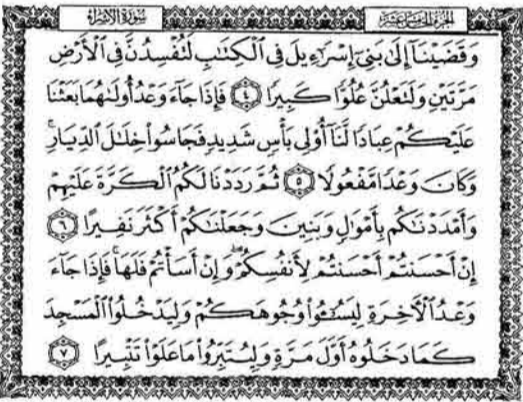 الجزء الخامس عشر سورة الإسراء
وَقَضَيْنَآ إِلَىٰ بَنِىٓ إِسْرَٰٓءِيلَ فِى ٱلْكِتَٰبِ لَتُفْسِدُنَّ فِى ٱلْأَرْضِ
مَرَّتَيْنِ وَلَتَعْلُنَّ عُلُوًّا كَبِيرًا ٤ فَإِذَا جَآءَ وَعْدُ أُولَىٰهُمَا بَعَثْنَا
عَلَيْكُمْ عِبَادًا لَّنَآ أُو۟لِى بَأْسٍ شَدِيدٍ فَجَاسُوا۟ خِلَٰلَ ٱلدِّيَارِ ۚ
وَكَانَ وَعْدًا مَّفْعُولًا ٥ ثُمَّ رَدَدْنَا لَكُمُ ٱلْكَرَّةَ عَلَيْهِمْ
وَأَمْدَدْنَٰكُم بِأَمْوَٰلٍ وَبَنِينَ وَجَعَلْنَٰكُمْ أَكْثَرَ نَفِيرًا ٦
إِنْ أَحْسَنتُمْ أَحْسَنتُمْ لِأَنفُسِكُمْ ۖ وَإِنْ أَسَأْتُمْ فَلَهَا ۚ فَإِذَا جَآءَ
وَعْدُ ٱلْءَاخِرَةِ لِيَسُۥٓـُٔوا۟ وُجُوهَكُمْ وَلِيَدْخُلُوا۟ ٱلْمَسْجِدَ
كَمَا دَخَلُوهُ أَوَّلَ مَرَّةٍ وَلِيُتَبِّرُوا۟ مَا عَلَوْا۟ تَتْبِيرًا ٧